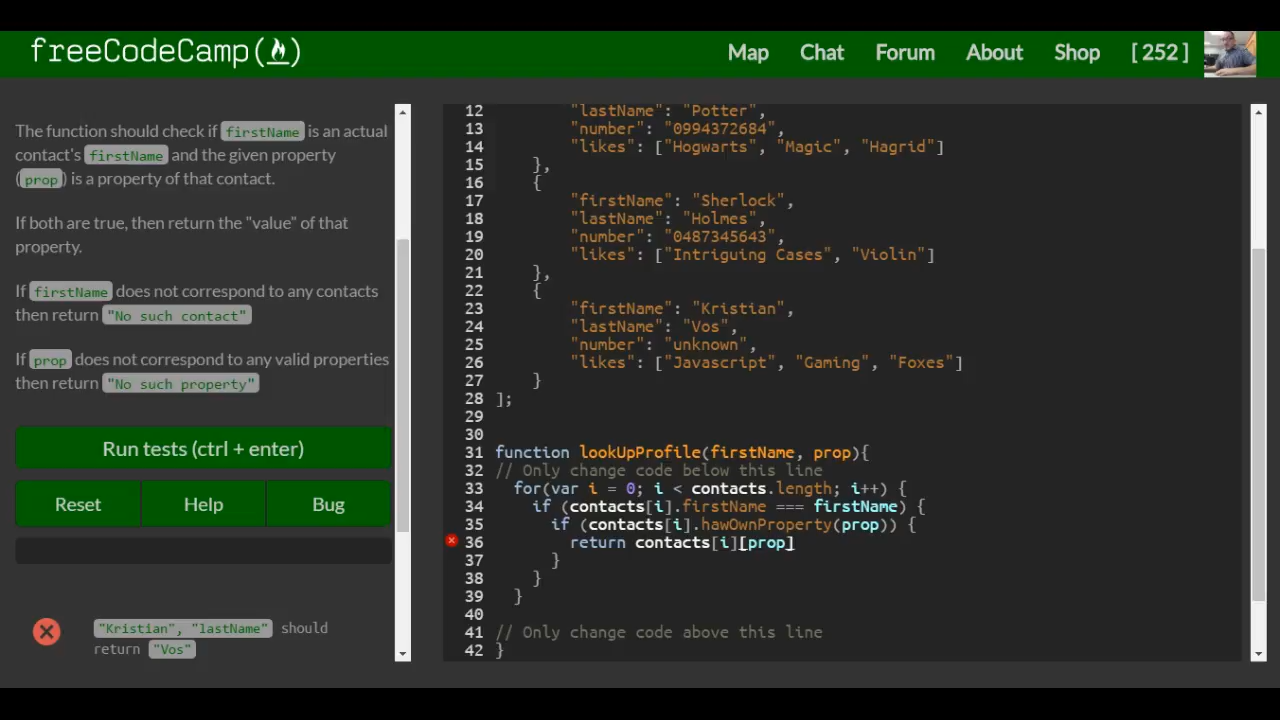 freeCodeCamp(🔥)
Map Chat Forum About Shop [ 252 ]
The function should check if firstName is an actual
contact's firstName and the given property
(prop) is a property of that contact.
If both are true, then return the "value" of that
property.
If firstName does not correspond to any contacts
then return "No such contact"
If prop does not correspond to any valid properties
then return "No such property"
Run tests (ctrl + enter)
Reset Help Bug
"Kristian", "lastName" should
return "Vos"
12 "lastName": "Potter",
13 "number": "0994372684",
14 "likes": ["Hogwarts", "Magic", "Hagrid"]
15 },
16 {
17 "firstName": "Sherlock",
18 "lastName": "Holmes",
19 "number": "0487345643",
20 "likes": ["Intriguing Cases", "Violin"]
21 },
22 {
23 "firstName": "Kristian",
24 "lastName": "Vos",
25 "number": "unknown",
26 "likes": ["Javascript", "Gaming", "Foxes"]
27 }
28 ];
29
30
31 function lookUpProfile(firstName, prop){
32 // Only change code below this line
33 for(var i = 0; i < contacts.length; i++) {
34 if (contacts[i].firstName === firstName) {
35 if (contacts[i].hawOwnProperty(prop)) {
36 return contacts[i][prop]
37 }
38 }
39 }
40
41 // Only change code above this line
42 }